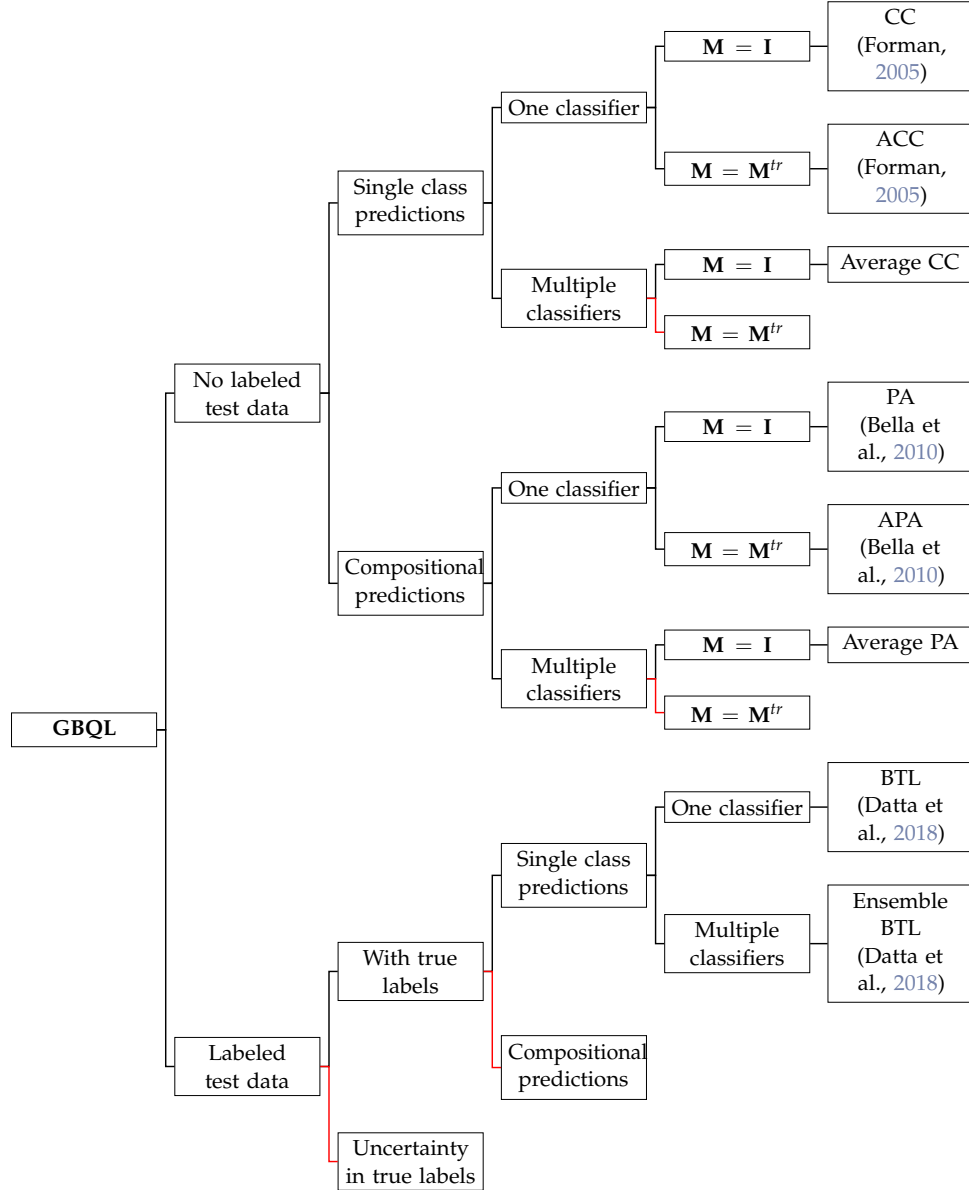 GBQL
No labeled
test data
Single class
predictions
One classifier
M = I
CC
(Forman,
2005)
M = M^tr
ACC
(Forman,
2005)
Multiple
classifiers
M = I
Average CC
M = M^tr
Compositional
predictions
One classifier
M = I
PA
(Bella et
al., 2010)
M = M^tr
APA
(Bella et
al., 2010)
Multiple
classifiers
M = I
Average PA
M = M^tr
Labeled
test data
With true
labels
Single class
predictions
One classifier
BTL
(Datta et
al., 2018)
Multiple
classifiers
Ensemble
BTL
(Datta et
al., 2018)
Compositional
predictions
Uncertainty
in true labels